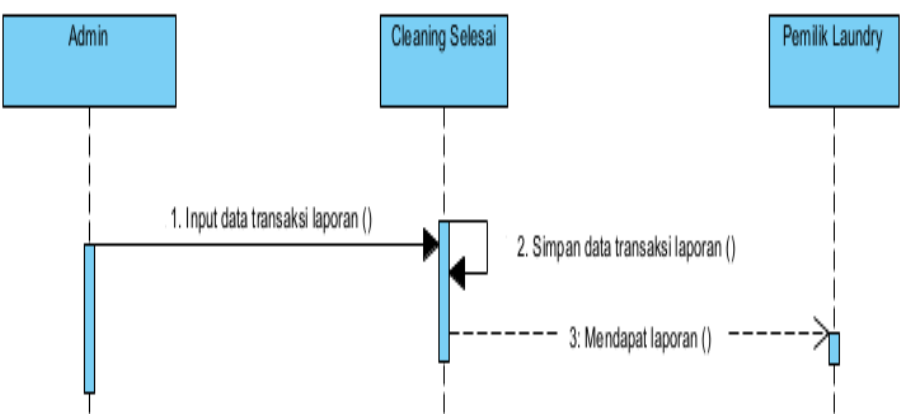 Admin
Cleaning Selesai
Pemilik Laundry
1. Input data transaksi laporan ()
2. Simpan data transaksi laporan ()
3: Mendapat laporan ()